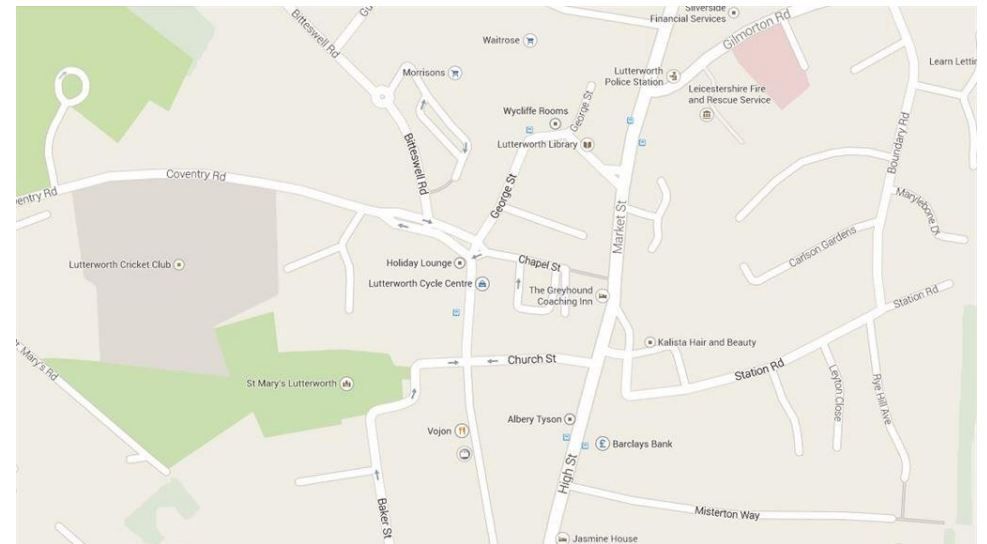 Silverside
Financial Services
Gilmorton Rd
Bitteswell Rd
Gu
Waitrose
Morrisons
Lutterworth
Police Station
Learn Lettin
Leicestershire Fire
and Rescue Service
George St
Wycliffe Rooms
Lutterworth Library
Boundary Rd
Bitteswell Rd
Coventry Rd
entry Rd
George St
Marylebone D
Market St
Carlson Gardens
Lutterworth Cricket Club
Holiday Lounge
Chapel St
Lutterworth Cycle Centre
The Greyhound
Coaching Inn
Station Rd
Kalista Hair and Beauty
Mary's Rd
Church St
Station Rd
St Mary's Lutterworth
Leyton Close
Rye Hill Ave
Albery Tyson
Vojon
Barclays Bank
High St
Baker St
Misterton Way
Jasmine House